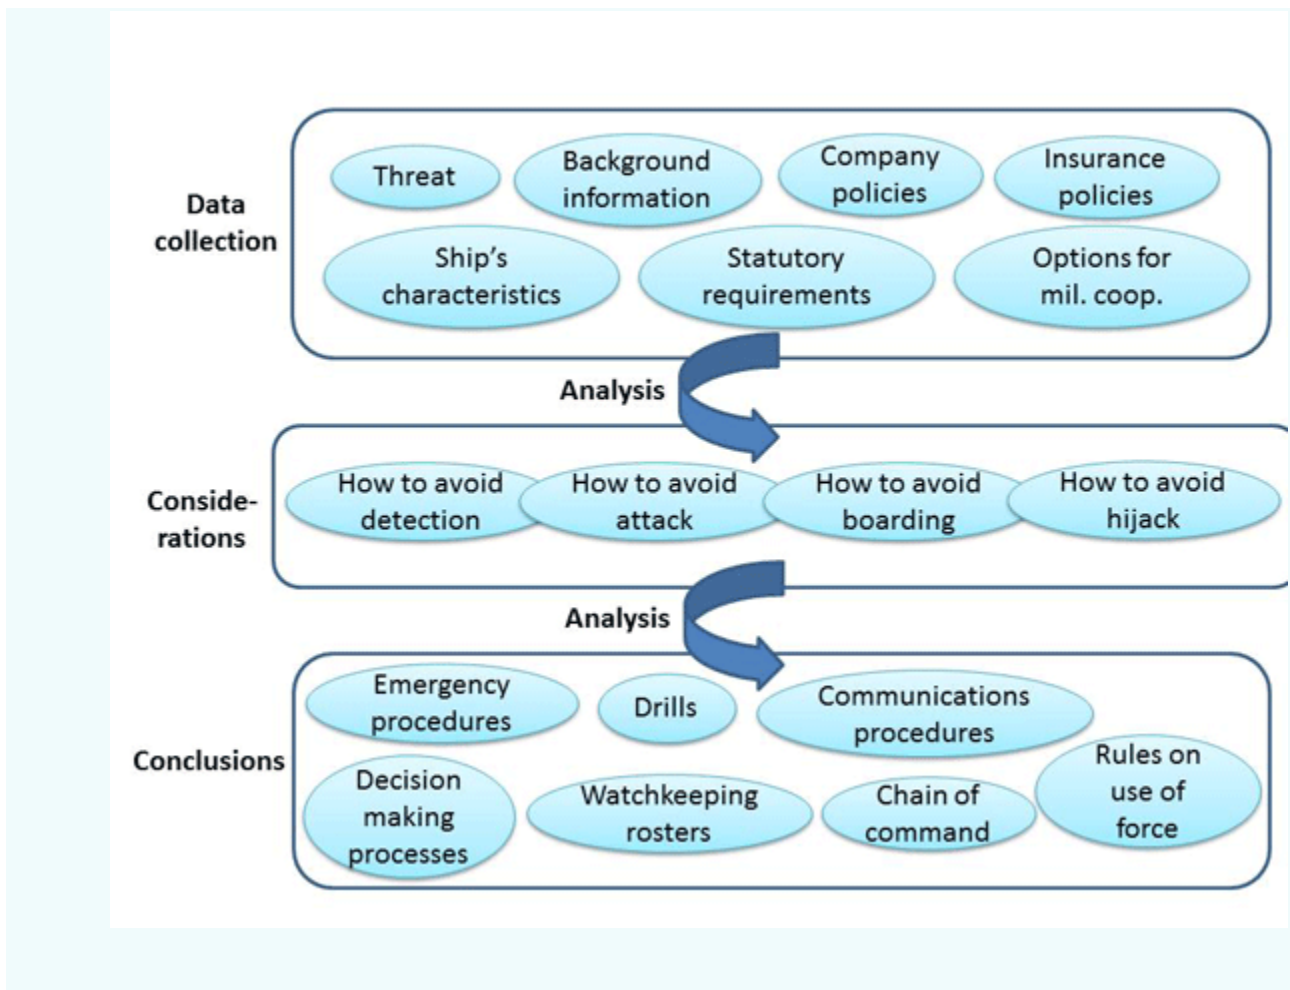 Data
collection
Threat
Background
information
Company
policies
Insurance
policies
Ship’s
characteristics
Statutory
requirements
Options for
mil. coop.
Analysis
Conside-
rations
How to avoid
detection
How to avoid
attack
How to avoid
boarding
How to avoid
hijack
Analysis
Conclusions
Emergency
procedures
Drills
Communications
procedures
Decision
making
processes
Watchkeeping
rosters
Chain of
command
Rules on
use of
force